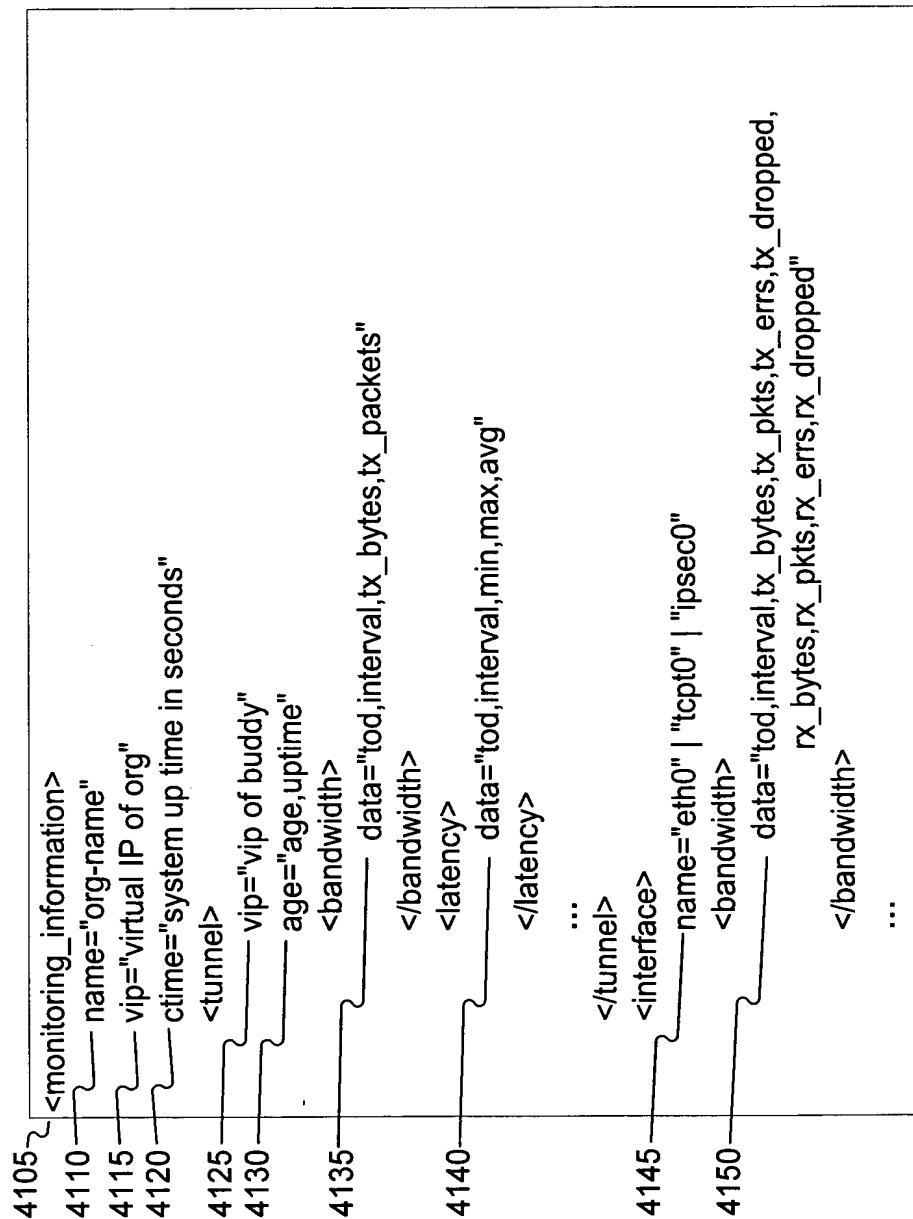 4105 <monitoring_information>
4110 name="org-name"
4115 vip="virtual IP of org"
4120 ctime="system up time in seconds"
<tunnel>
4125 vip="vip of buddy"
4130 age="age,uptime"
<bandwidth>
4135 data="tod,interval,tx_bytes,tx_packets"
</bandwidth>
<latency>
4140 data="tod,interval,min,max,avg"
</latency>
...
</tunnel>
<interface>
4145 name="eth0" | "tcpt0" | "ipsec0"
<bandwidth>
4150 data="tod,interval,tx_bytes,tx_pkts,tx_errs,tx_dropped,
rx_bytes,rx_pkts,rx_errs,rx_dropped"
</bandwidth>
...